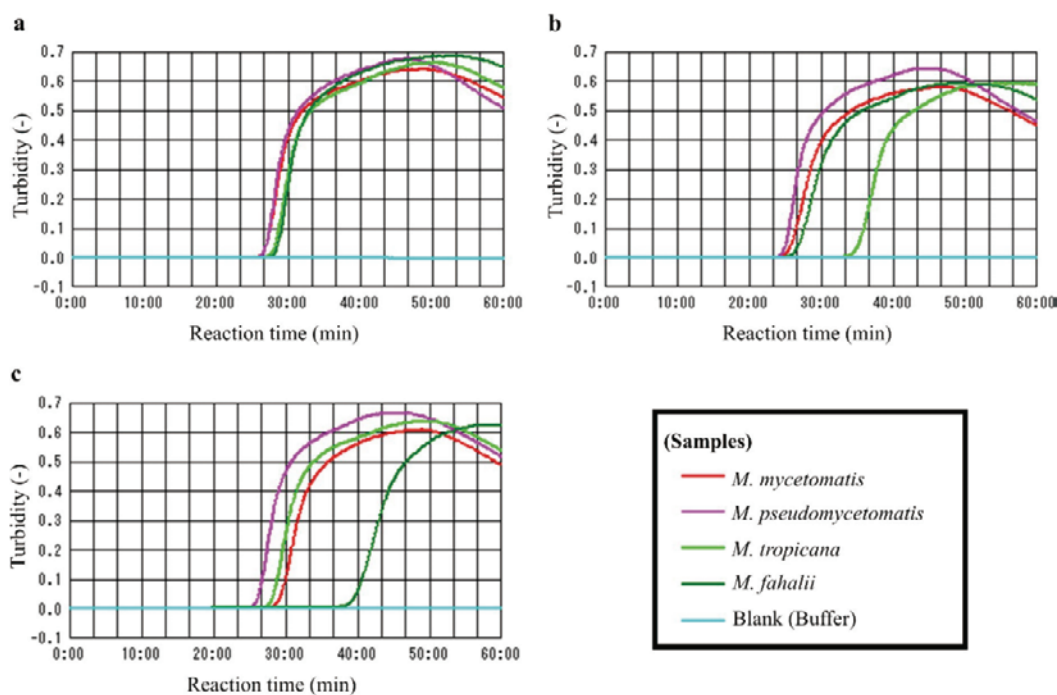 a
0.7
0.6
0.5
0.4
0.3
0.2
0.1
0.0
-0.1
Turbidity (-)
0:00 10:00 20:00 30:00 40:00 50:00 60:00
Reaction time (min)
b
0.7
0.6
0.5
0.4
0.3
0.2
0.1
0.0
-0.1
Turbidity (-)
0:00 10:00 20:00 30:00 40:00 50:00 60:00
Reaction time (min)
c
0.7
0.6
0.5
0.4
0.3
0.2
0.1
0.0
-0.1
Turbidity (-)
0:00 10:00 20:00 30:00 40:00 50:00 60:00
Reaction time (min)
(Samples)
M. mycetomatis
M. pseudomycetomatis
M. tropicana
M. fahalii
Blank (Buffer)